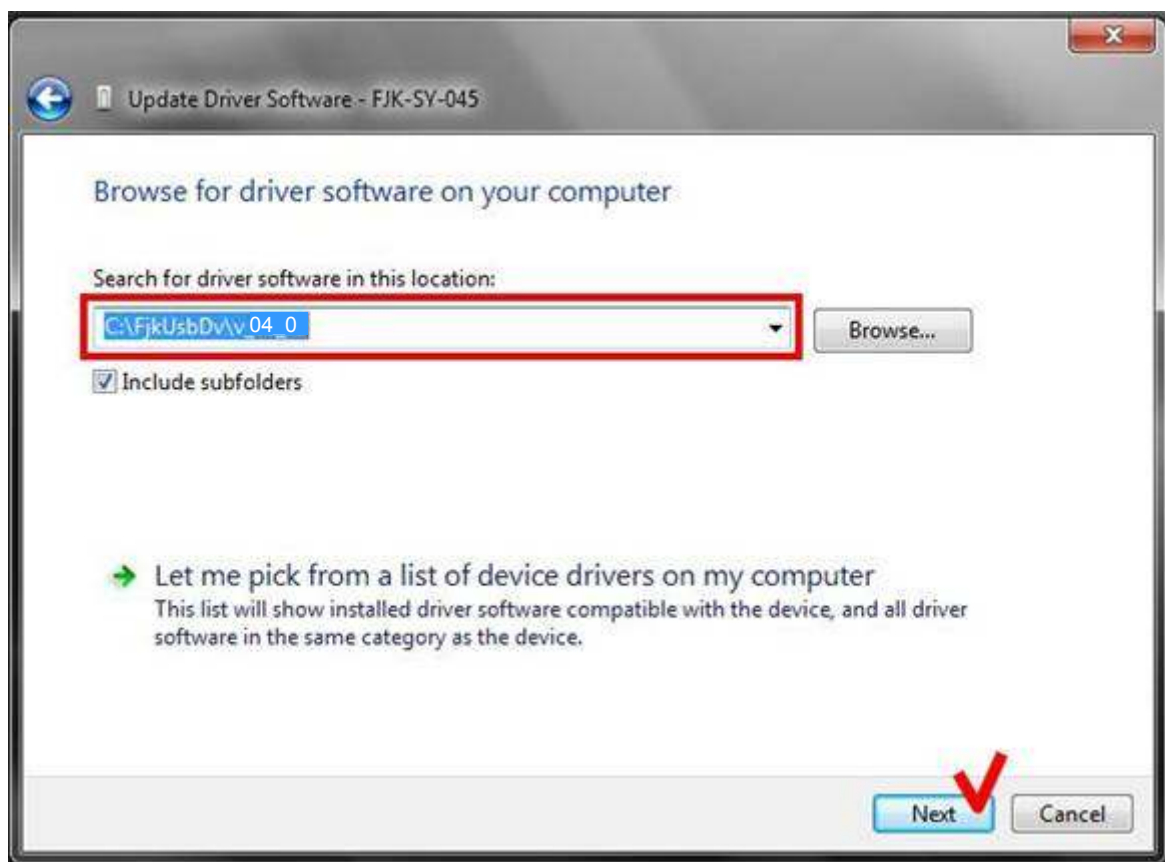 Update Driver Software - FJK-SY-045
Browse for driver software on your computer
Search for driver software in this location:
C:\FjkUsbDv\v_04_0
Browse...
Include subfolders
Let me pick from a list of device drivers on my computer
This list will show installed driver software compatible with the device, and all driver
software in the same category as the device.
Next
Cancel